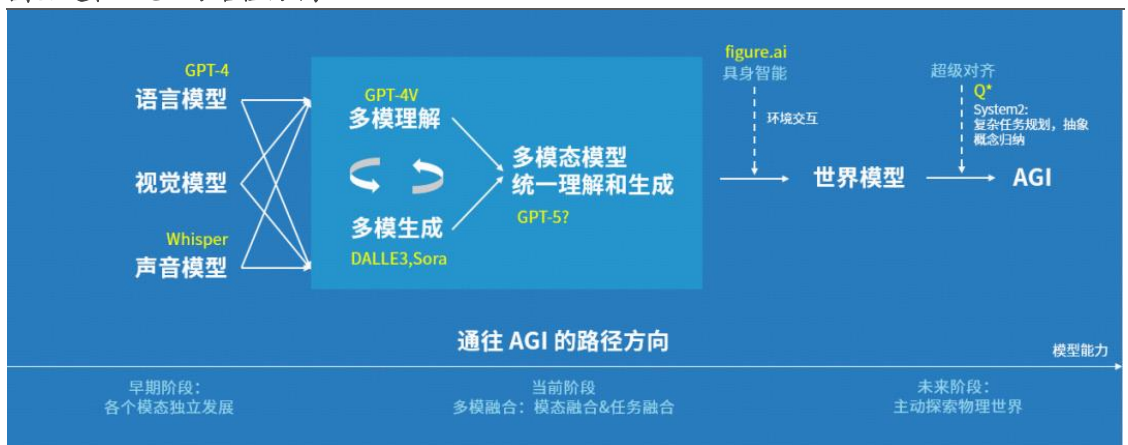 GPT-4
语言模型
视觉模型
Whisper
声音模型
GPT-4V
多模理解
多模生成
DALLE3,Sora
多模态模型
统一理解和生成
GPT-5?
figure.ai
具身智能
环境交互
世界模型
超级对齐
Q*
System2:
复杂任务规划，抽象
概念归纳
AGI
通往 AGI 的路径方向
模型能力
早期阶段：
各个模态独立发展
当前阶段
多模融合：模态融合&任务融合
未来阶段：
主动探索物理世界